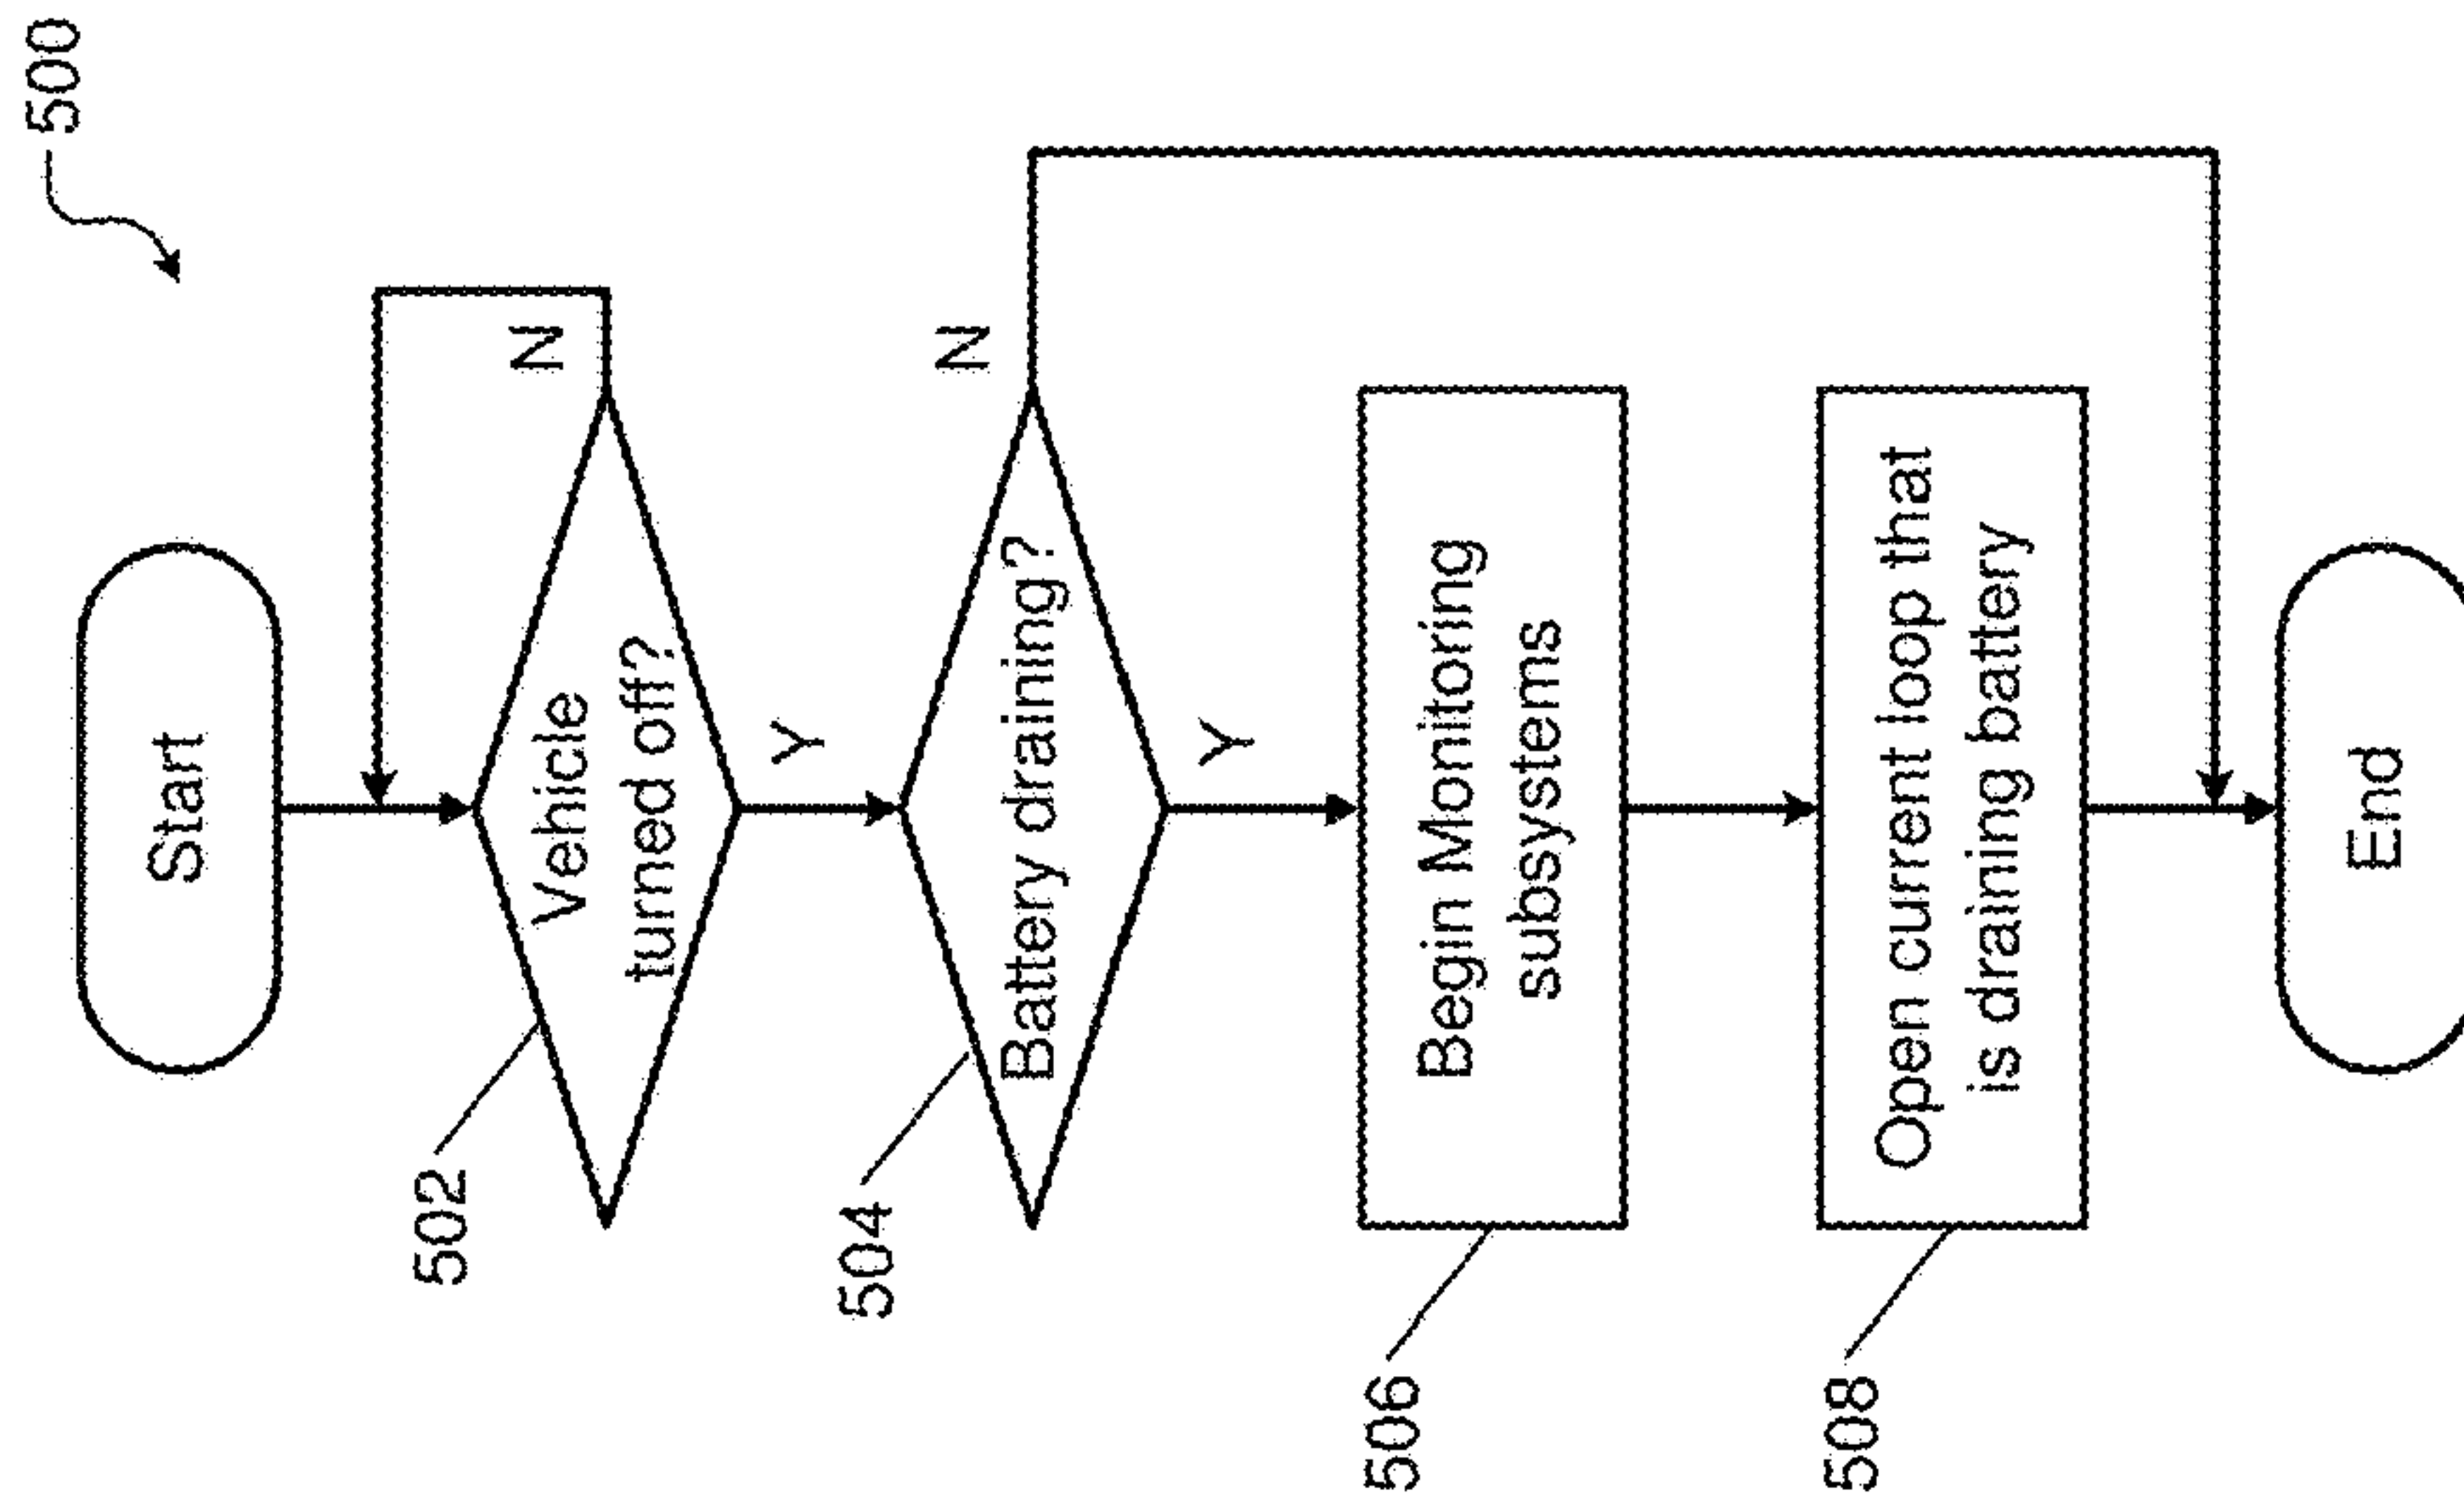 500
Start
N
502
Vehicle
turned off?
Y
N
504
Battery draining?
Y
506
Begin Monitoring
subsystems
508
Open current loop that
is draining battery
End